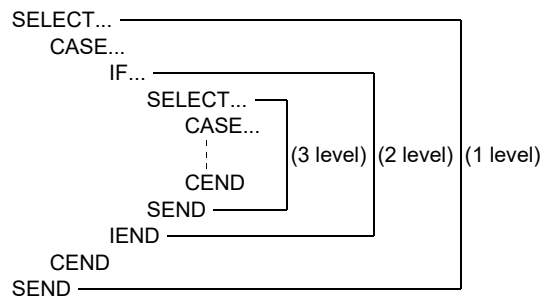 SELECT...
CASE...
IF...
SELECT...
CASE...
(3 level) (2 level) (1 level)
CEND
SEND
IEND
CEND
SEND